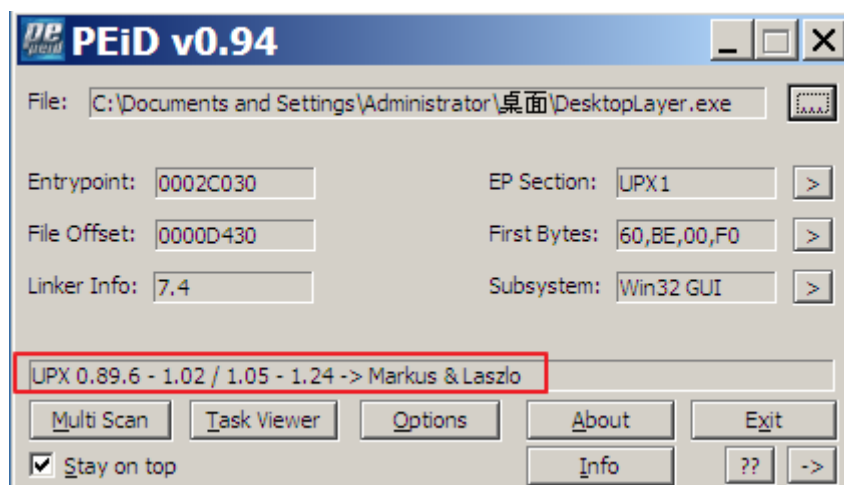 PEiD v0.94
File: C:\Documents and Settings\Administrator\桌面\DesktopLayer.exe ...
Entrypoint: 0002C030 EP Section: UPX1 >
File Offset: 0000D430 First Bytes: 60,BE,00,F0 >
Linker Info: 7.4 Subsystem: Win32 GUI >
UPX 0.89.6 - 1.02 / 1.05 - 1.24 -> Markus & Laszlo
Multi Scan Task Viewer Options About Exit
Stay on top Info ?? ->